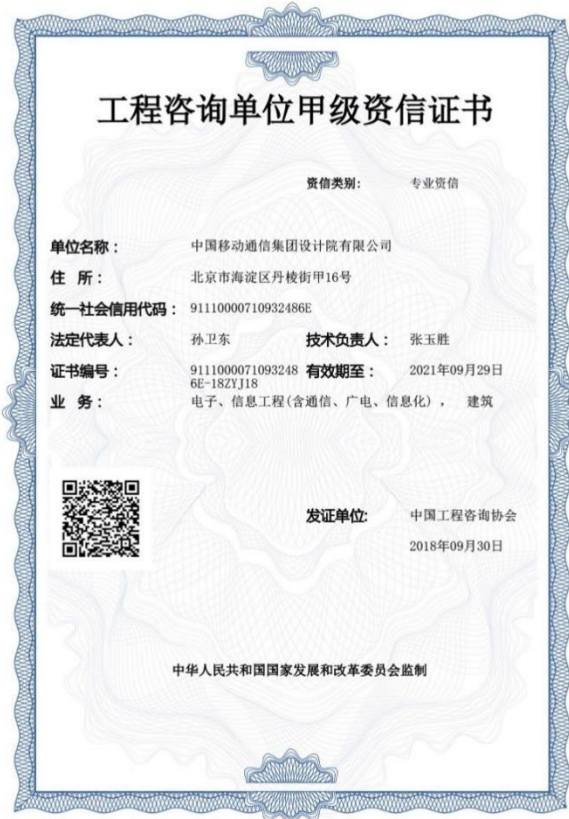 工程咨询单位甲级资信证书
资信类别: 专业资信
单位名称: 中国移动通信集团设计院有限公司
住 所: 北京市海淀区丹棱街甲16号
统一社会信用代码: 91110000710932486E
法定代表人: 孙卫东 技术负责人: 张玉胜
证书编号: 9111000071093248 有效期至: 2021年09月29日
6E-18ZYJ18
业 务: 电子、信息工程(含通信、广电、信息化) , 建筑
发证单位: 中国工程咨询协会
2018年09月30日
中华人民共和国国家发展和改革委员会监制